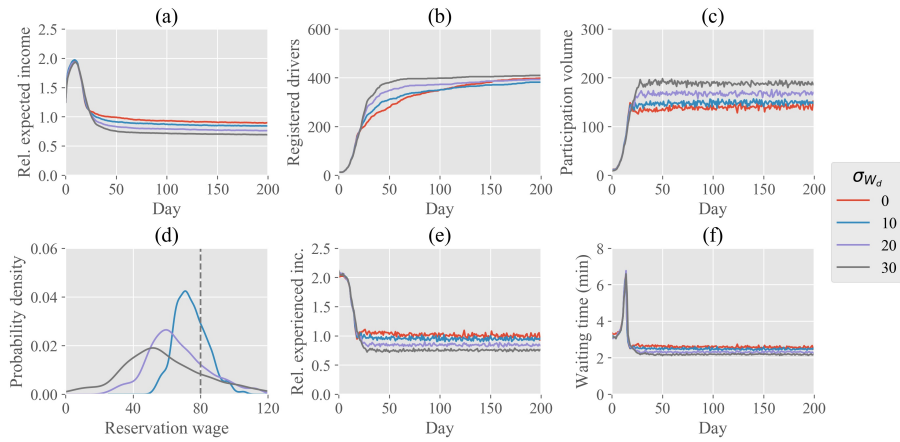 (a)
Rel. expected income
2.5
2.0
1.5
1.0
0.5
0.0
0 50 100 150 200
Day
(b)
Registered drivers
600
400
200
0
0 50 100 150 200
Day
(c)
Participation volume
300
200
100
0
0 50 100 150 200
Day
(d)
Probability density
0.06
0.04
0.02
0.00
0 40 80 120
Reservation wage
(e)
Rel. experienced inc.
2.5
2.0
1.5
1.0
0.5
0.0
0 50 100 150 200
Day
(f)
Waiting time (min)
8
6
4
2
0
0 50 100 150 200
Day
σ_{W_d}
0
10
20
30